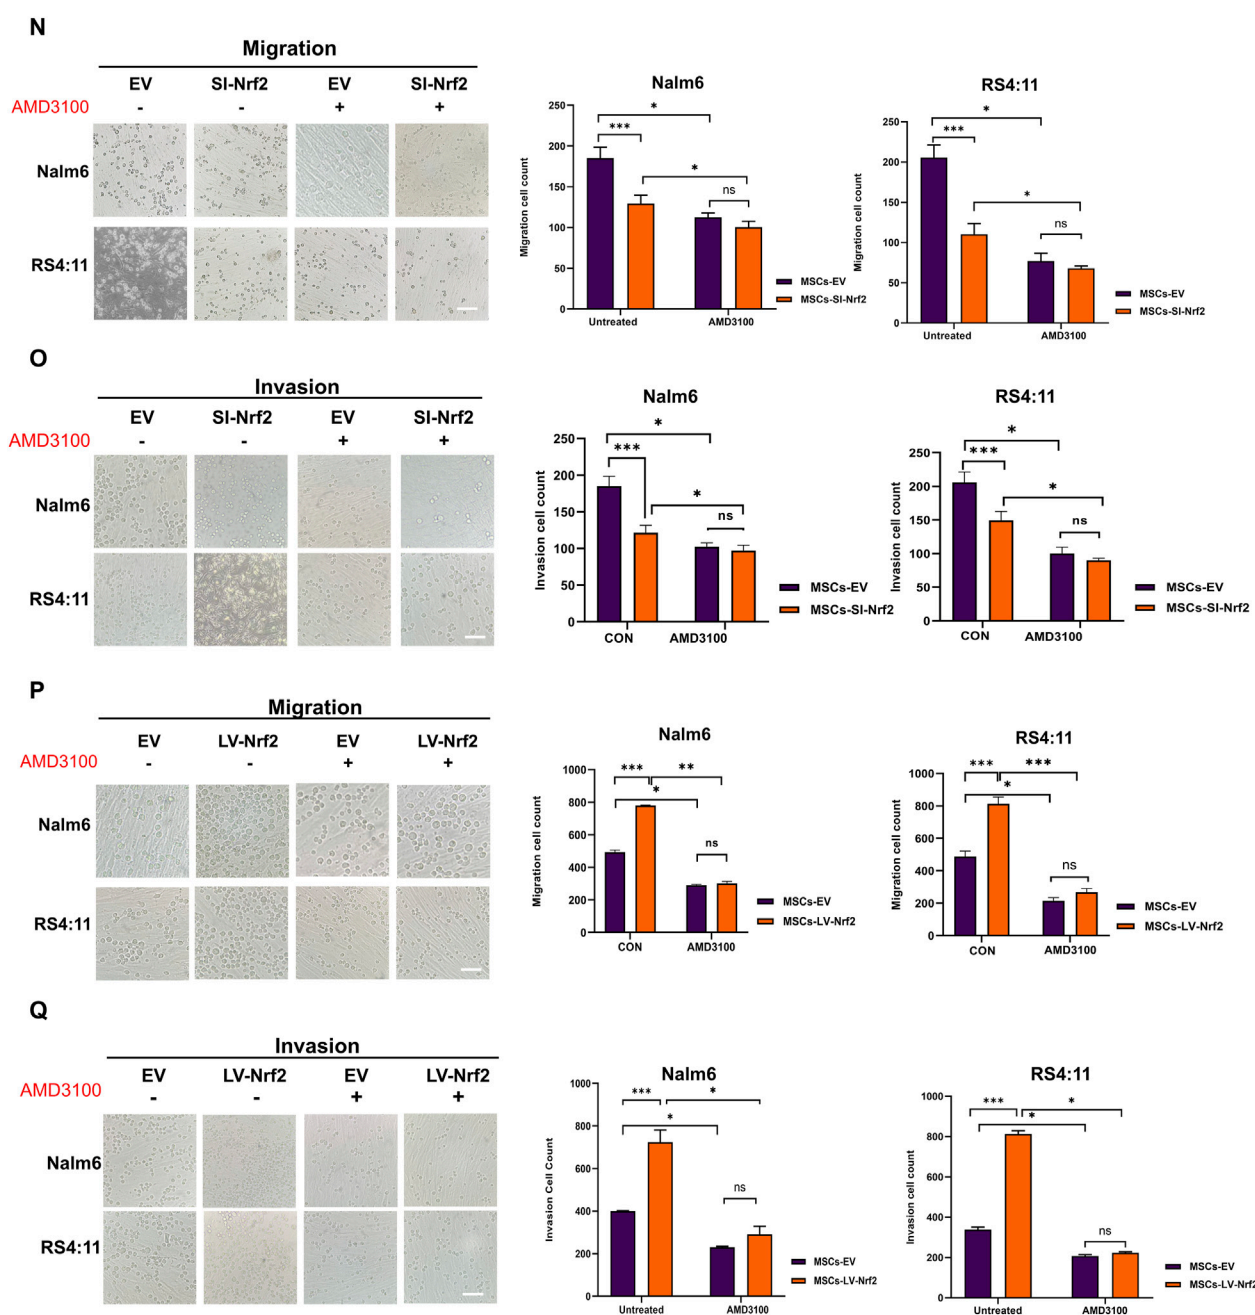 N
Migration
EV SI-Nrf2 EV SI-Nrf2
AMD3100 - - + +
Nalm6
RS4:11
Nalm6
Migration cell count
250
200
150
100
50
0
* *** * ns
Untreated AMD3100
MSCs-EV
MSCs-SI-Nrf2
RS4:11
Migration cell count
250
200
150
100
50
0
* *** * ns
Untreated AMD3100
MSCs-EV
MSCs-SI-Nrf2
O
Invasion
EV SI-Nrf2 EV SI-Nrf2
AMD3100 - - + +
Nalm6
RS4:11
Nalm6
Invasion cell count
250
200
150
100
50
0
* *** * ns
CON AMD3100
MSCs-EV
MSCs-SI-Nrf2
RS4:11
Invasion cell count
250
200
150
100
50
0
* *** * ns
CON AMD3100
MSCs-EV
MSCs-SI-Nrf2
P
Migration
EV LV-Nrf2 EV LV-Nrf2
AMD3100 - - + +
Nalm6
RS4:11
Nalm6
Migration cell count
1000
800
600
400
200
0
*** ** * ns
CON AMD3100
MSCs-EV
MSCs-LV-Nrf2
RS4:11
Migration cell count
1000
800
600
400
200
0
*** *** * ns
CON AMD3100
MSCs-EV
MSCs-LV-Nrf2
Q
Invasion
EV LV-Nrf2 EV LV-Nrf2
AMD3100 - - + +
Nalm6
RS4:11
Nalm6
Invasion Cell Count
1000
800
600
400
200
0
*** * * ns
Untreated AMD3100
MSCs-EV
MSCs-LV-Nrf2
RS4:11
Invasion cell count
1000
800
600
400
200
0
*** * * ns
Untreated AMD3100
MSCs-EV
MSCs-LV-Nrf2